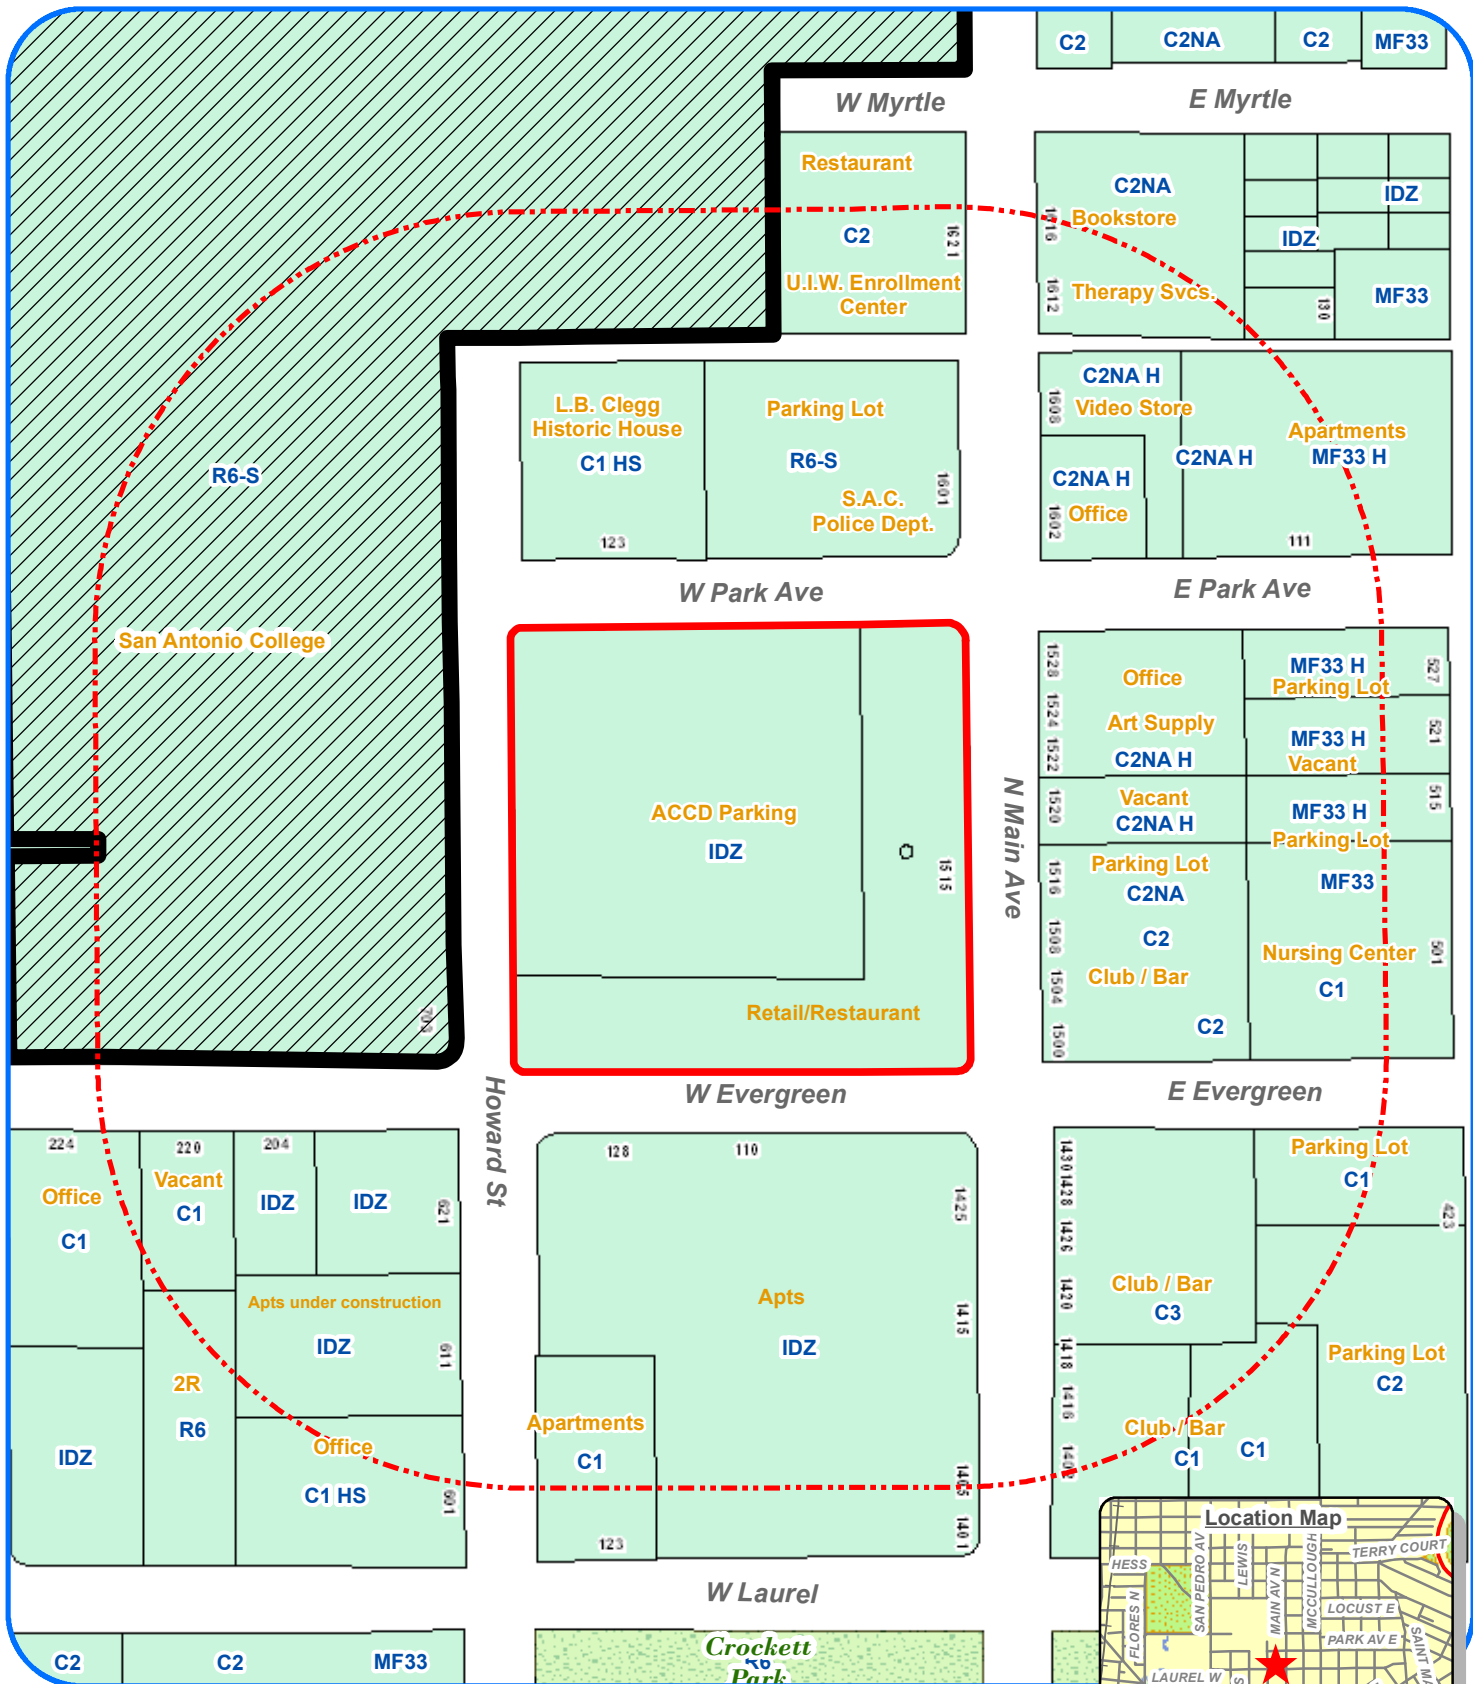 C2
C2NA
C2
MF33
W Myrtle
E Myrtle
Restaurant
C2
1621
U.I.W. Enrollment
Center
C2NA
1616
Bookstore
1612
Therapy Svcs.
IDZ
IDZ
130
MF33
L.B. Clegg
Historic House
C1 HS
123
Parking Lot
R6-S
S.A.C.
Police Dept.
1601
C2NA H
1608
Video Store
C2NA H
1602
Office
C2NA H
Apartments
MF33 H
111
R6-S
San Antonio College
703
W Park Ave
E Park Ave
ACCD Parking
IDZ
1515
Retail/Restaurant
N Main Ave
1528
Office
1524
Art Supply
1522
C2NA H
1520
Vacant
C2NA H
1516
Parking Lot
C2NA
1508
C2
1504
Club / Bar
C2
1500
MF33 H
527
Parking Lot
MF33 H
521
Vacant
MF33 H
515
Parking Lot
MF33
Nursing Center
501
C1
W Evergreen
E Evergreen
Howard St
224
Office
C1
220
Vacant
C1
204
IDZ
IDZ
621
Apts under construction
IDZ
611
2R
R6
IDZ
Office
C1 HS
601
128
110
1425
Apts
1415
IDZ
Apartments
C1
123
1405
1401
1430
1428
1426
1420
Club / Bar
C3
1418
1416
Club / Bar
C1
C1
Parking Lot
C1
423
Parking Lot
C2
W Laurel
C2
C2
MF33
Crockett
Park
R6
Location Map
HESS
SAN PEDRO AV
LEWIS
MAIN AV N
MCCULLOUGH
TERRY COURT
FLORES N
LOCUST E
PARK AV E
LAUREL W